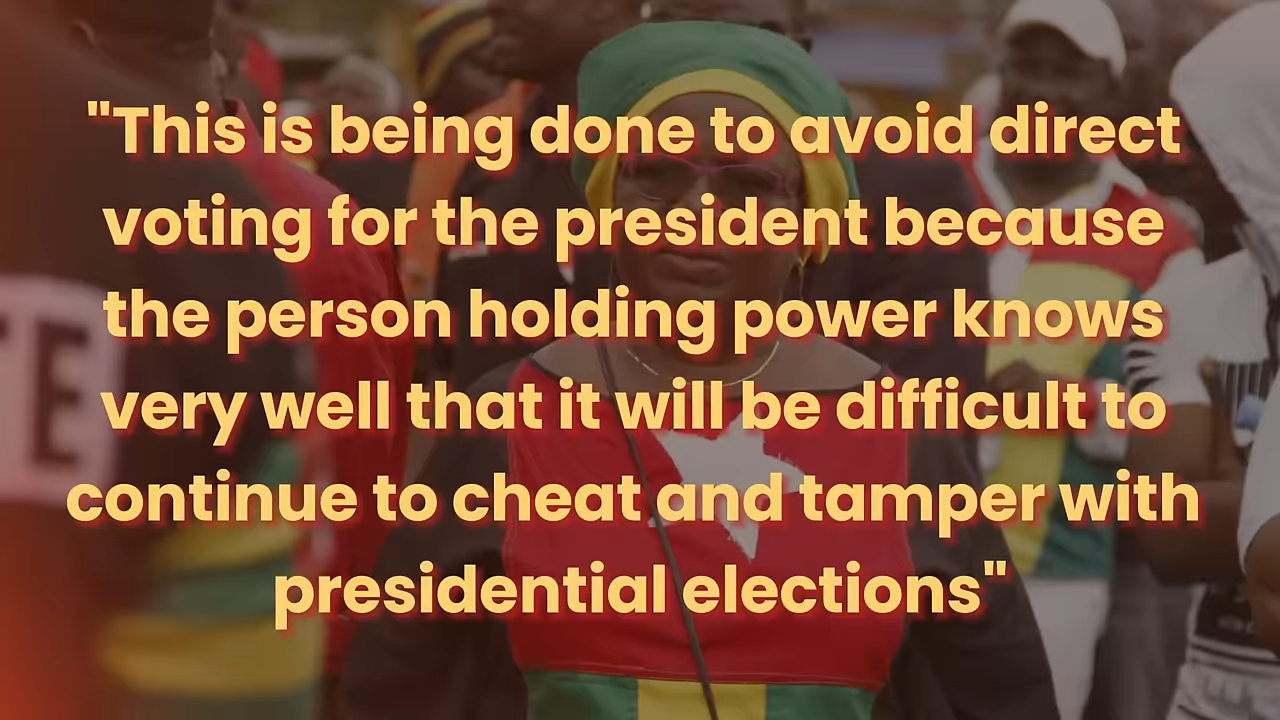 "This is being done to avoid direct
voting for the president because
the person holding power knows
very well that it will be difficult to
continue to cheat and tamper with
presidential elections"
TE